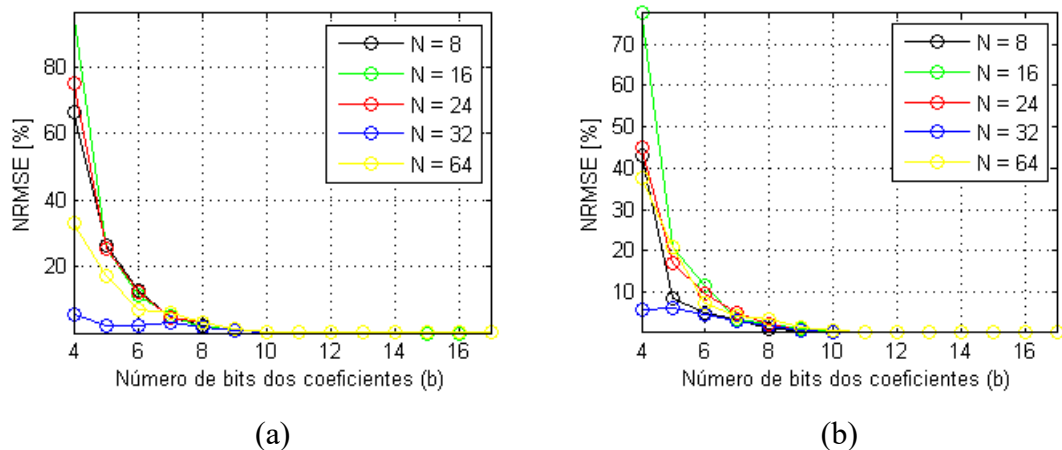 NRMSE [%]
80
60
40
20
4 6 8 10 12 14 16
Número de bits dos coeficientes (b)
N = 8
N = 16
N = 24
N = 32
N = 64
(a)
NRMSE [%]
70
60
50
40
30
20
10
4 6 8 10 12 14 16
Número de bits dos coeficientes (b)
N = 8
N = 16
N = 24
N = 32
N = 64
(b)